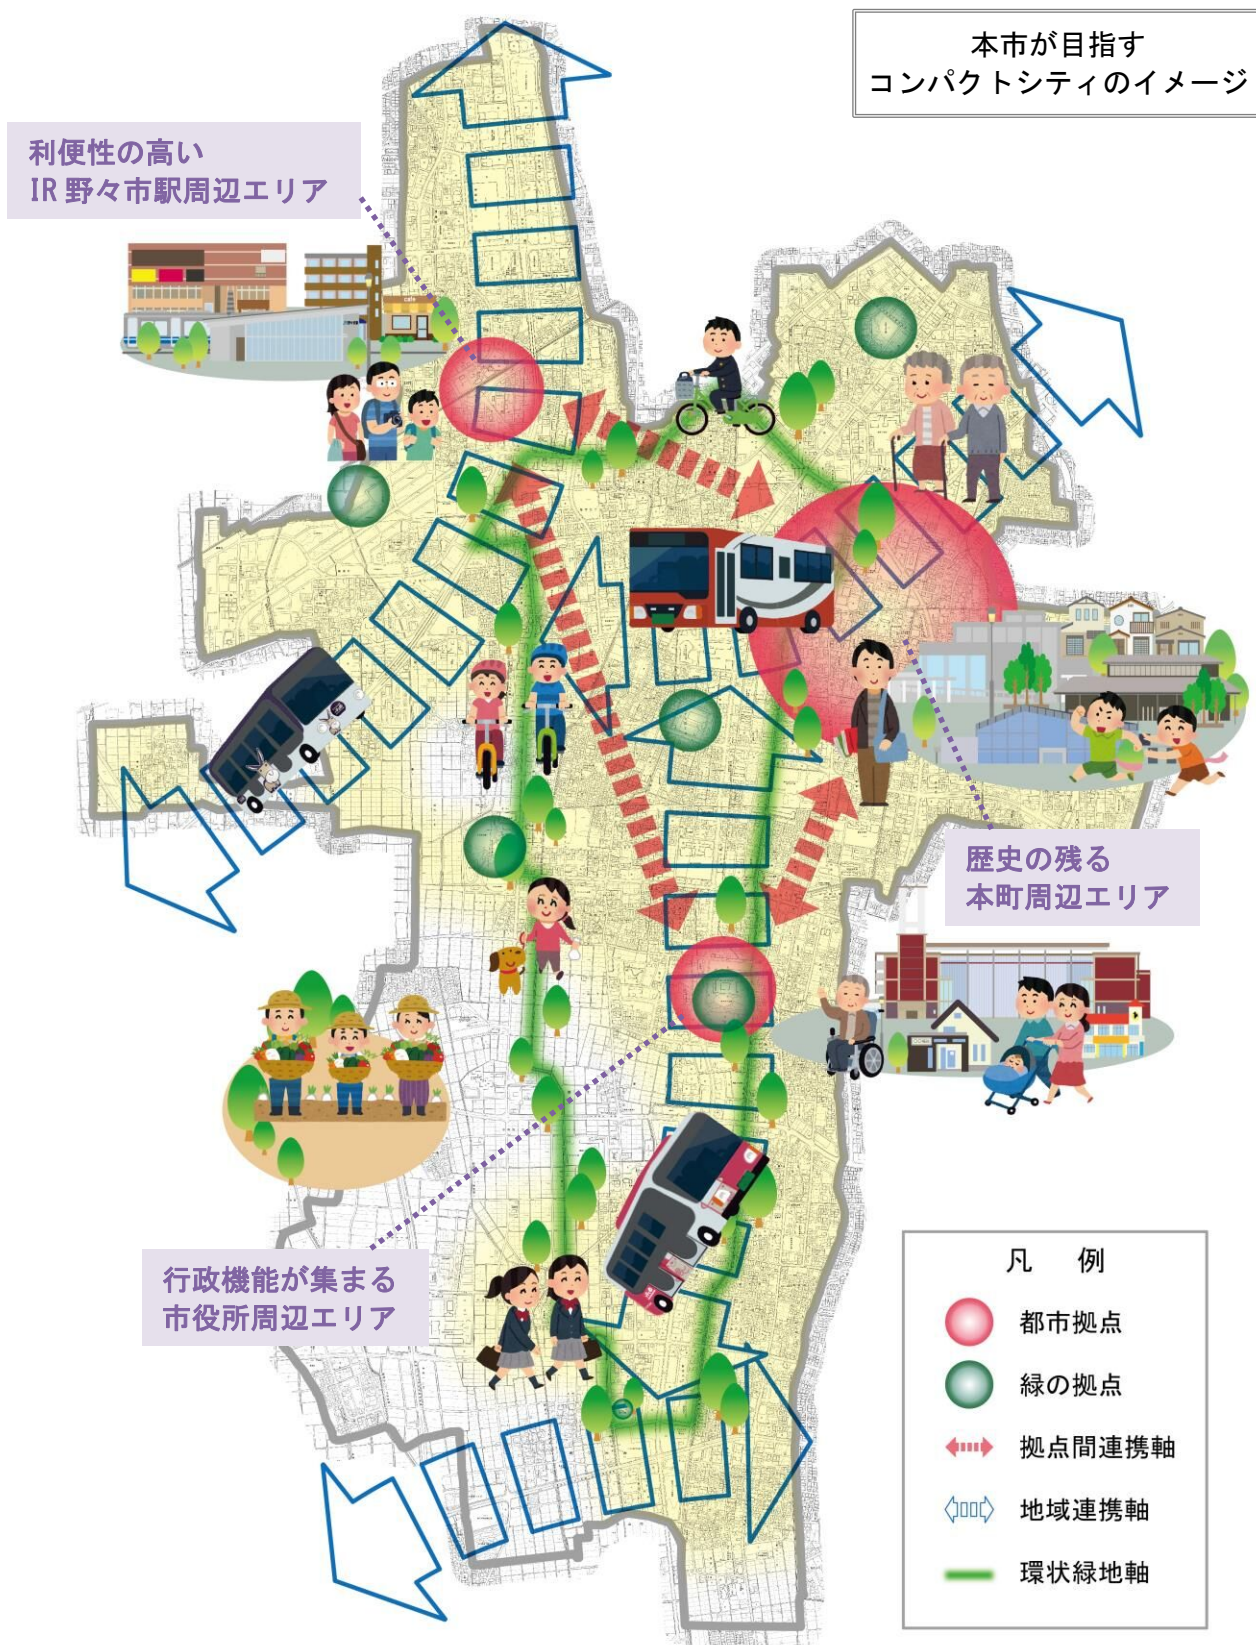 本市が目指す
コンパクトシティのイメージ
利便性の高い
IR 野々市駅周辺エリア
cafe
歴史の残る
本町周辺エリア
行政機能が集まる
市役所周辺エリア
凡　例
都市拠点
緑の拠点
拠点間連携軸
地域連携軸
環状緑地軸